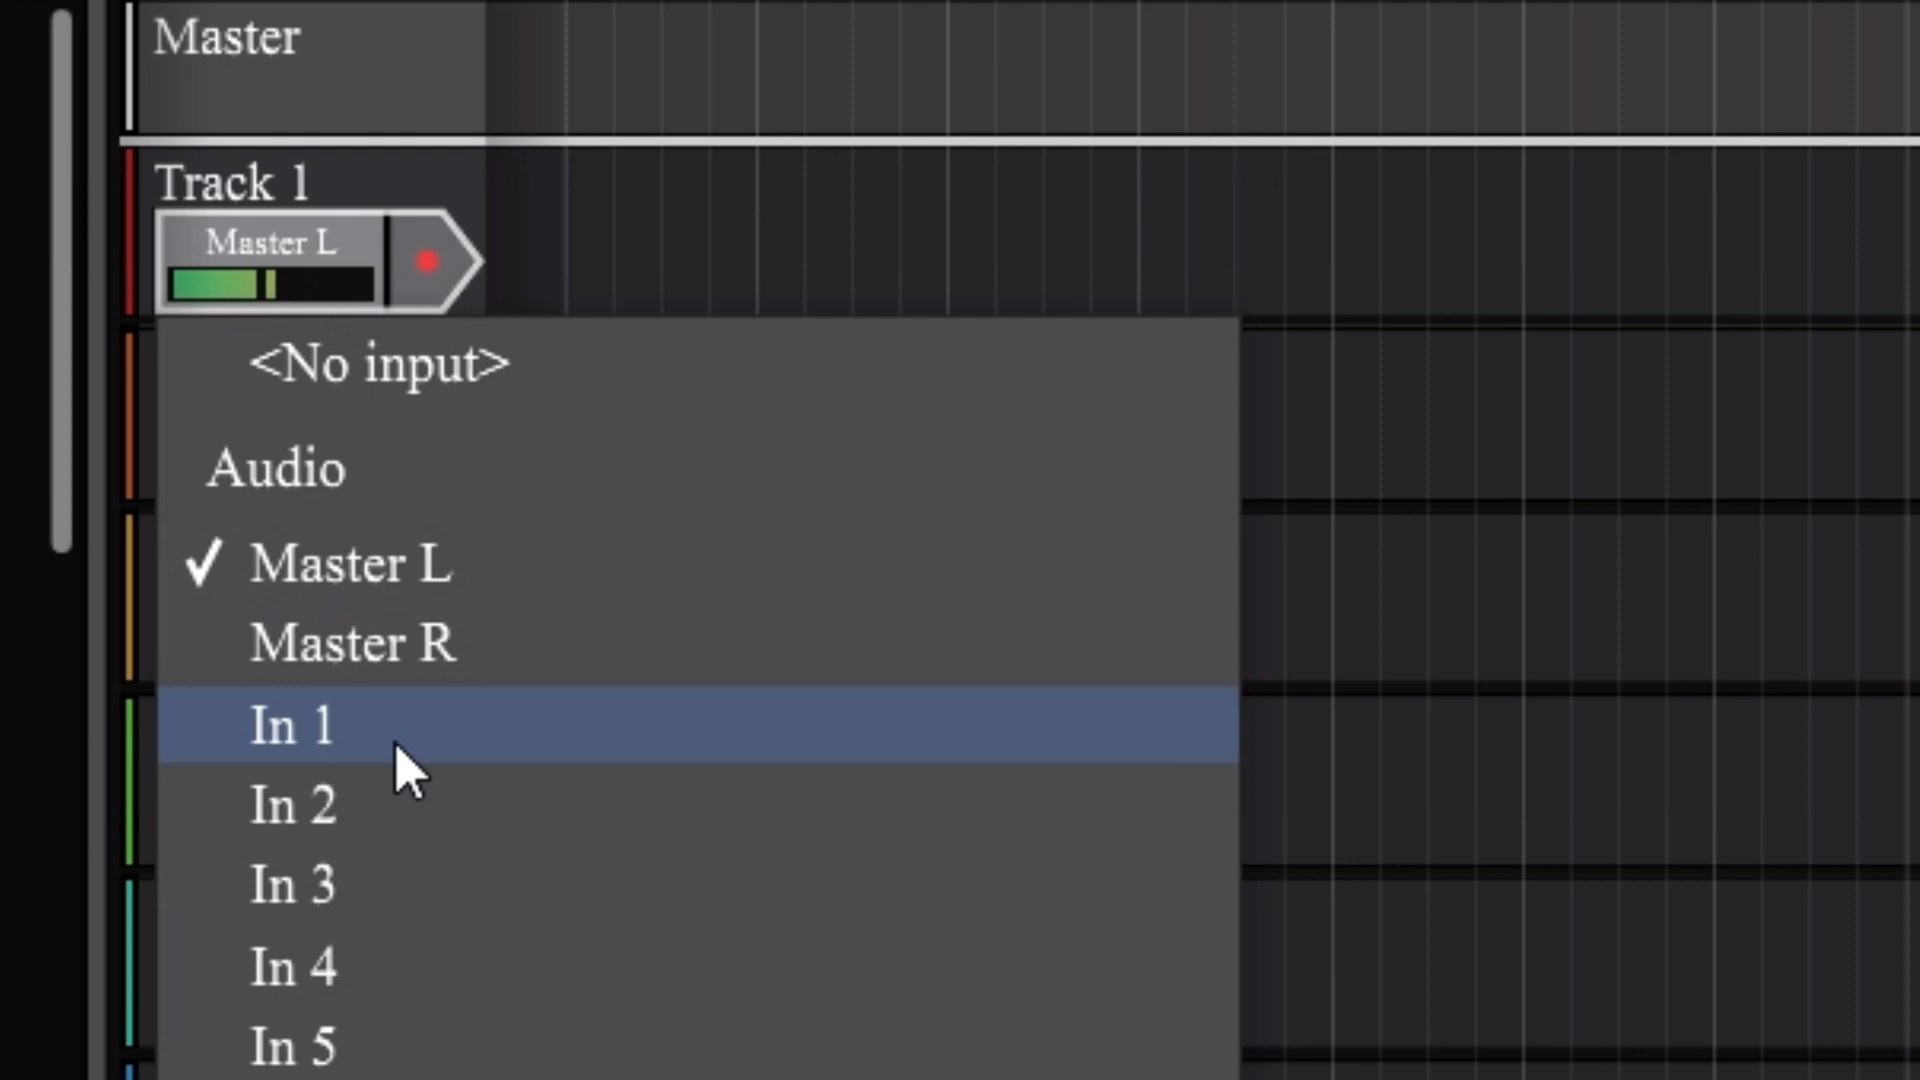 Master
Track 1
Master L
<No input>
Audio
Master L
Master R
In 1
In 2
In 3
In 4
In 5